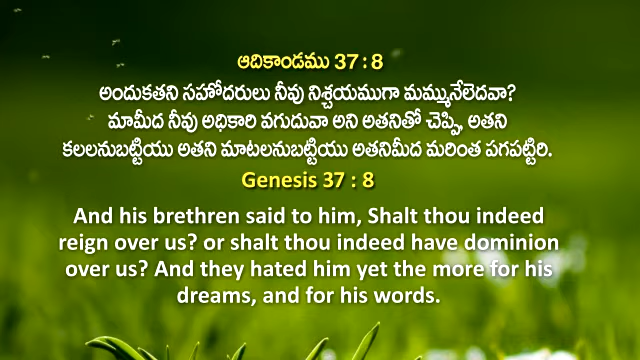 ఆదికాండము 37 : 8
అందుకతని సహోదరులు నీవు నిశ్చయముగా మమ్మునేలెదవా?
మామీద నీవు అధికారి వగుదువా అని అతనితో చెప్పి, అతని
కలలనుబట్టియు అతని మాటలనుబట్టియు అతనిమీద మరింత పగపట్టిరి.
Genesis 37 : 8
And his brethren said to him, Shalt thou indeed
reign over us? or shalt thou indeed have dominion
over us? And they hated him yet the more for his
dreams, and for his words.